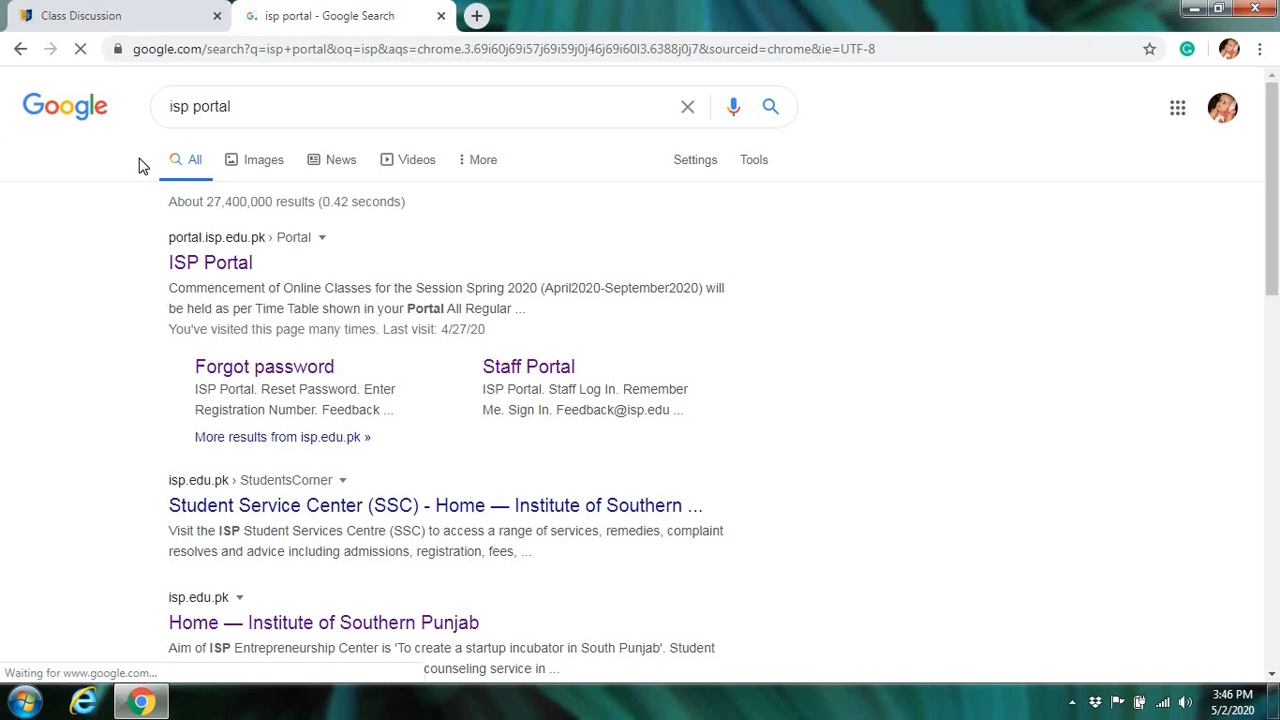 Class Discussion
isp portal - Google Search
google.com/search?q=isp+portal&oq=isp&aqs=chrome.3.69i60j69i57j69i59j0j46j69i60l3.6388j0j7&sourceid=chrome&ie=UTF-8
Google
isp portal
All Images News Videos More Settings Tools
About 27,400,000 results (0.42 seconds)
portal.isp.edu.pk › Portal
ISP Portal
Commencement of Online Classes for the Session Spring 2020 (April2020-September2020) will
be held as per Time Table shown in your Portal All Regular ...
You've visited this page many times. Last visit: 4/27/20
Forgot password
ISP Portal. Reset Password. Enter
Registration Number. Feedback ...
Staff Portal
ISP Portal. Staff Log In. Remember
Me. Sign In. Feedback@isp.edu ...
More results from isp.edu.pk »
isp.edu.pk › StudentsCorner
Student Service Center (SSC) - Home — Institute of Southern ...
Visit the ISP Student Services Centre (SSC) to access a range of services, remedies, complaint
resolves and advice including admissions, registration, fees, ...
isp.edu.pk
Home — Institute of Southern Punjab
Aim of ISP Entrepreneurship Center is 'To create a startup incubator in South Punjab'. Student
counseling service in ...
Waiting for www.google.com...
3:46 PM
5/2/2020